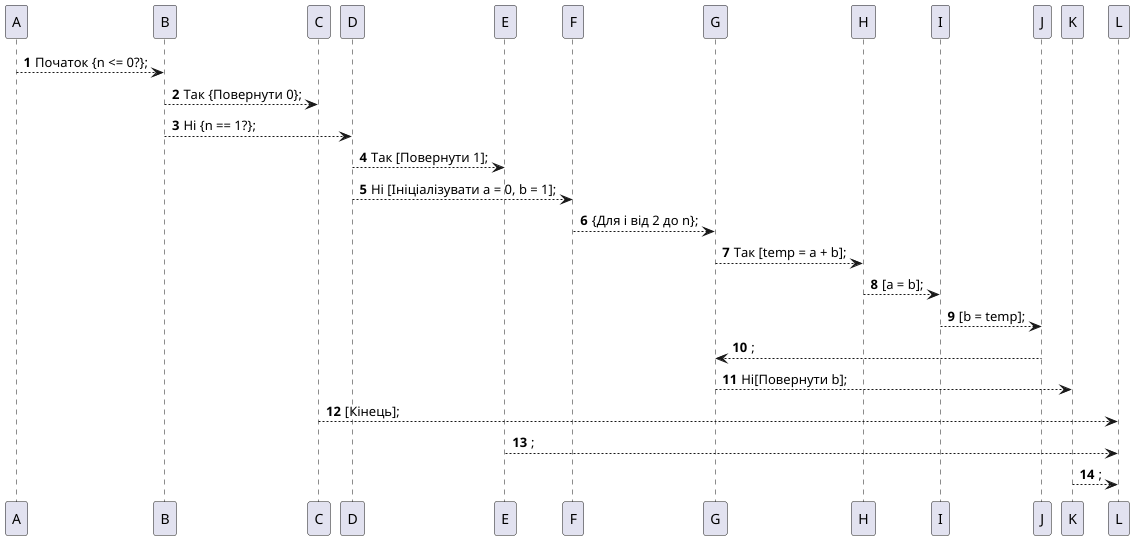 A B C D E F G H I J K L
1 Початок {n <= 0?};
2 Так {Повернути 0};
3 Ні {n == 1?};
4 Так [Повернути 1];
5 Ні [Ініціалізувати a = 0, b = 1];
6 {Для i від 2 до n};
7 Так [temp = a + b];
8 [a = b];
9 [b = temp];
10 ;
11 Ні[Повернути b];
12 [Кінець];
13 ;
14 ;
A B C D E F G H I J K L